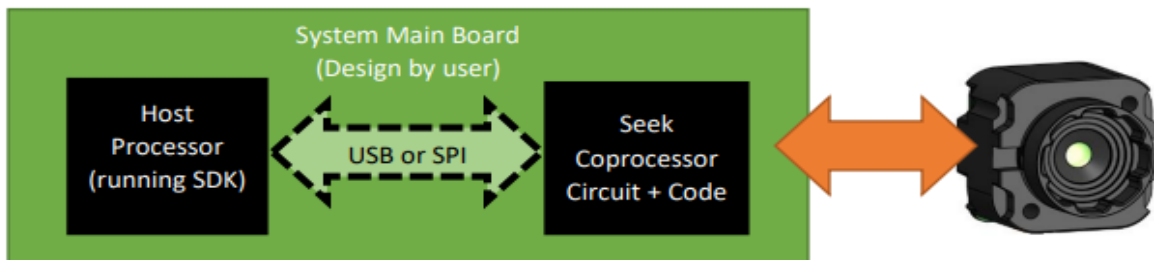 System Main Board
(Design by user)
Host
Processor
(running SDK)
USB or SPI
Seek
Coprocessor
Circuit + Code